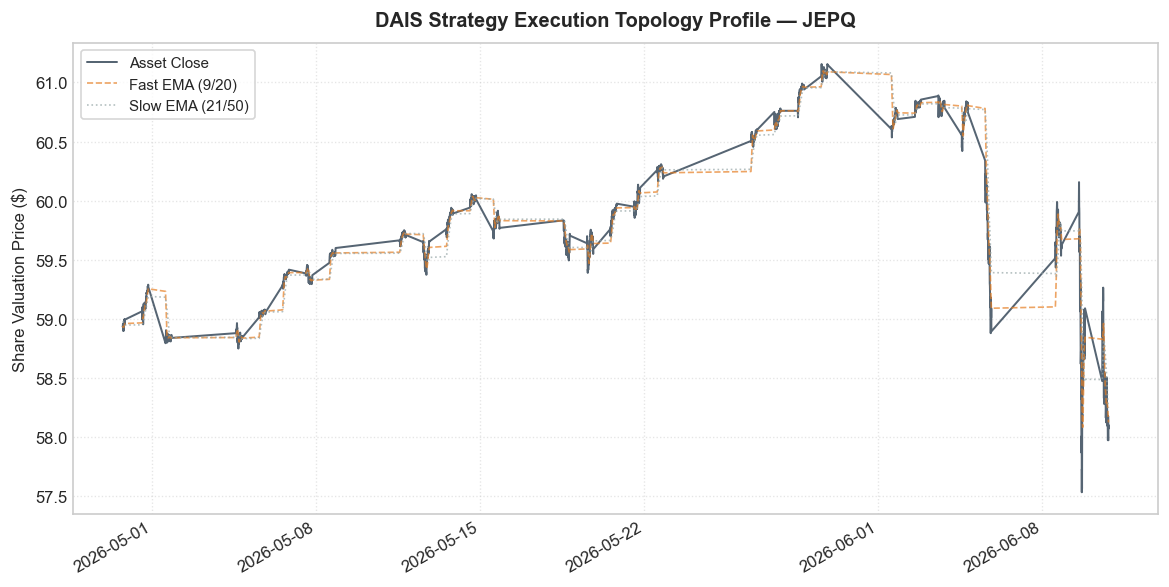 DAIS Strategy Execution Topology Profile — JEPQ
Asset Close
Fast EMA (9/20)
Slow EMA (21/50)
Share Valuation Price ($)
61.0
60.5
60.0
59.5
59.0
58.5
58.0
57.5
2026-05-01
2026-05-08
2026-05-15
2026-05-22
2026-06-01
2026-06-08